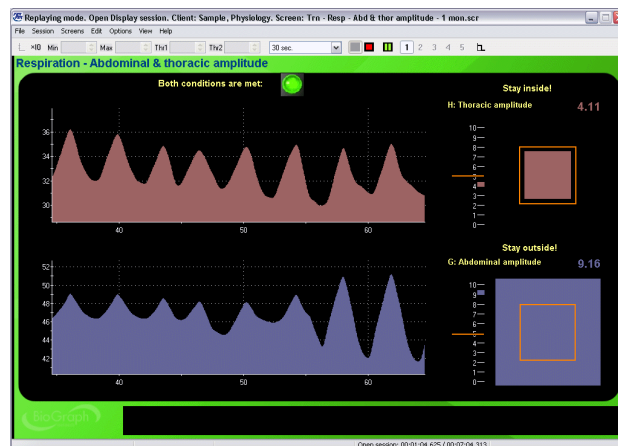 Replaying mode. Open Display session. Client: Sample, Physiology. Screen: Trn - Resp - Abd & thor amplitude - 1 mon.scr
File Session Screens Edit Options View Help
×10 Min Max Thr1 Thr2 30 sec. 1 2 3 4 5
Respiration - Abdominal & thoracic amplitude
Both conditions are met:
Stay inside!
H: Thoracic amplitude 4.11
36
34
32
30
40 50 60
10
9
8
7
6
5
4
3
2
1
0
Stay outside!
G: Abdominal amplitude 9.16
52
50
48
46
44
42
40 50 60
10
9
8
7
6
5
4
3
2
1
0
BioGraph
Open session: 00:01:04.625 / 00:07:04.313